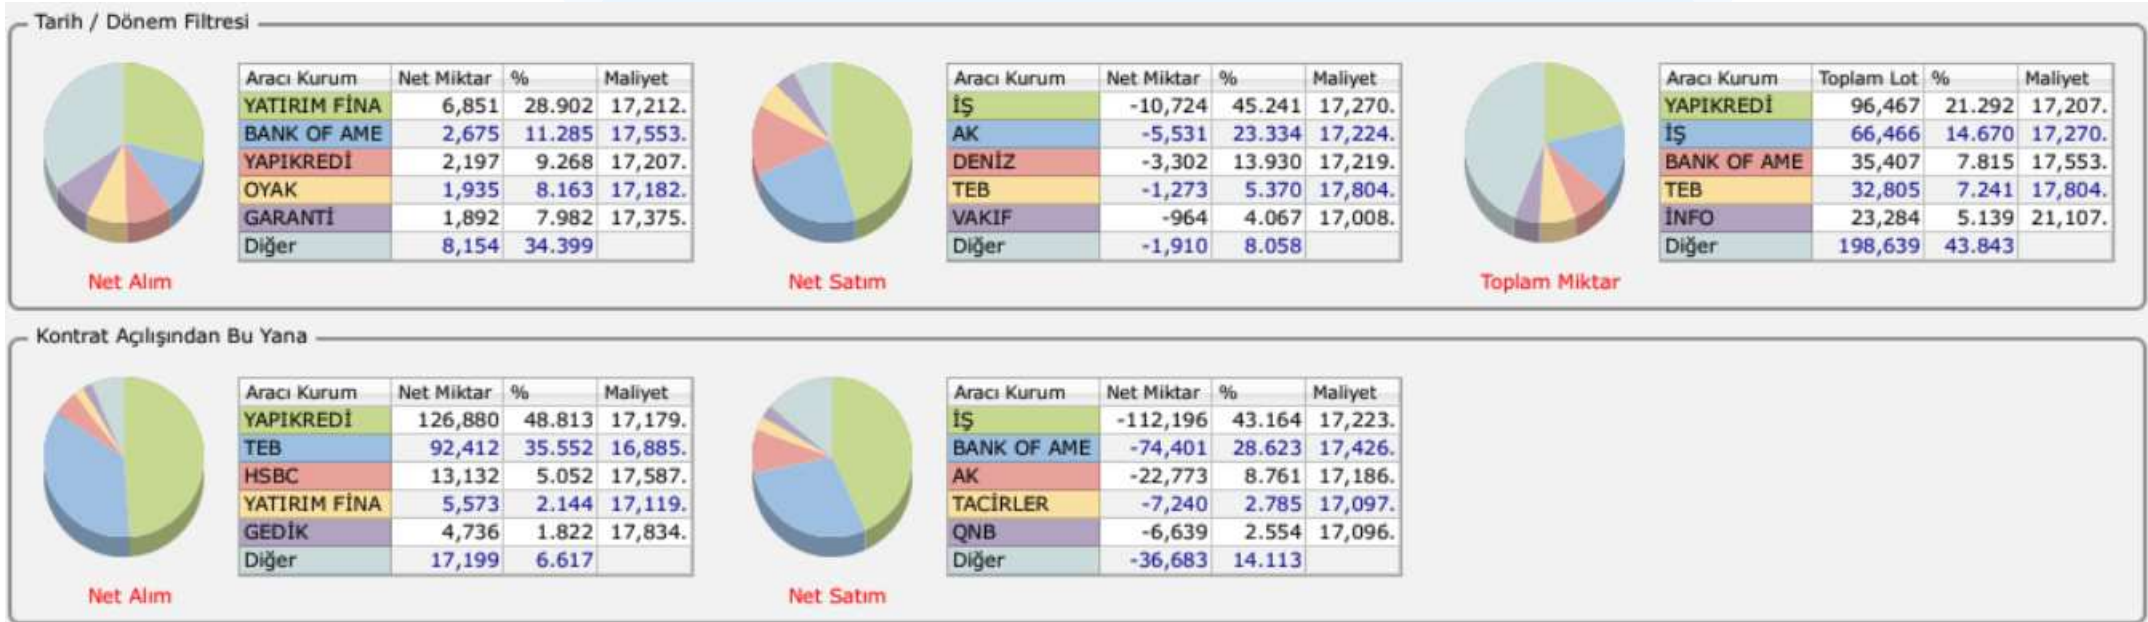 Tarih / Dönem Filtresi
Aracı Kurum Net Miktar % Maliyet
YATIRIM FİNA 6,851 28.902 17,212.
BANK OF AME 2,675 11.285 17,553.
YAPIKREDİ 2,197 9.268 17,207.
OYAK 1,935 8.163 17,182.
GARANTİ 1,892 7.982 17,375.
Diğer 8,154 34.399
Net Alım
Aracı Kurum Net Miktar % Maliyet
İŞ -10,724 45.241 17,270.
AK -5,531 23.334 17,224.
DENİZ -3,302 13.930 17,219.
TEB -1,273 5.370 17,804.
VAKIF -964 4.067 17,008.
Diğer -1,910 8.058
Net Satım
Aracı Kurum Toplam Lot % Maliyet
YAPIKREDİ 96,467 21.292 17,207.
İŞ 66,466 14.670 17,270.
BANK OF AME 35,407 7.815 17,553.
TEB 32,805 7.241 17,804.
İNFO 23,284 5.139 21,107.
Diğer 198,639 43.843
Toplam Miktar
Kontrat Açılışından Bu Yana
Aracı Kurum Net Miktar % Maliyet
YAPIKREDİ 126,880 48.813 17,179.
TEB 92,412 35.552 16,885.
HSBC 13,132 5.052 17,587.
YATIRIM FİNA 5,573 2.144 17,119.
GEDİK 4,736 1.822 17,834.
Diğer 17,199 6.617
Net Alım
Aracı Kurum Net Miktar % Maliyet
İŞ -112,196 43.164 17,223.
BANK OF AME -74,401 28.623 17,426.
AK -22,773 8.761 17,186.
TACİRLER -7,240 2.785 17,097.
QNB -6,639 2.554 17,096.
Diğer -36,683 14.113
Net Satım